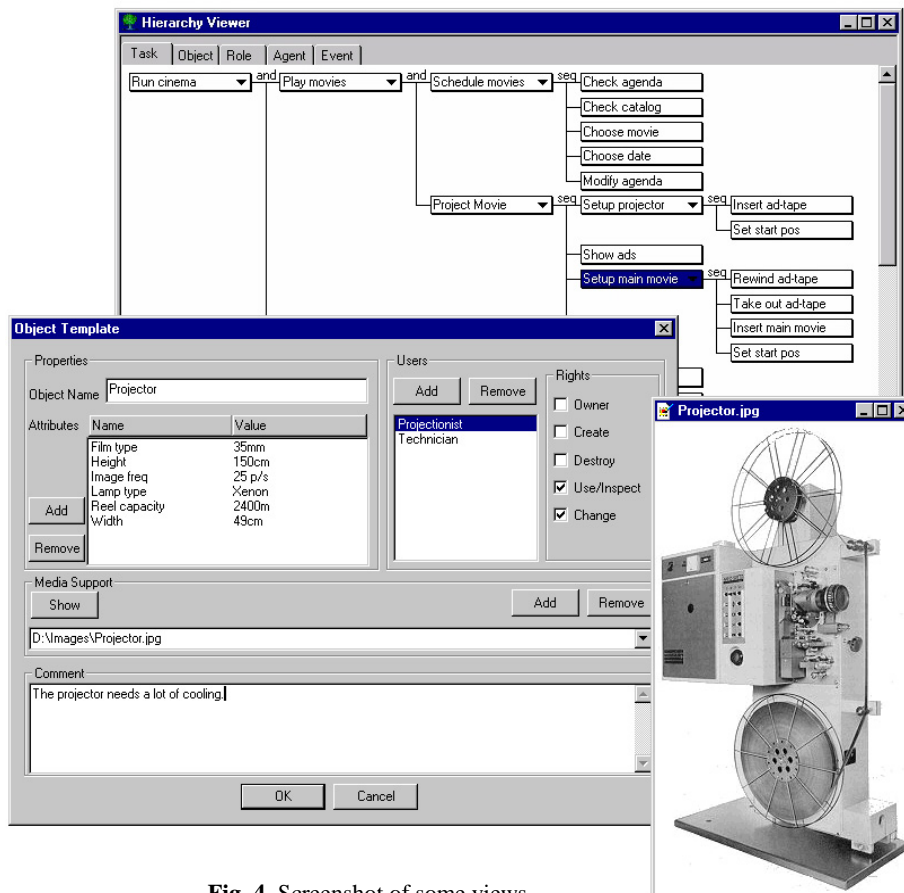 Hierarchy Viewer
Task Object Role Agent Event
Run cinema and Play movies and Schedule movies seq Check agenda
Check catalog
Choose movie
Choose date
Modify agenda
Project Movie seq Setup projector seq Insert ad-tape
Set start pos
Show ads
Setup main movie seq Rewind ad-tape
Take out ad-tape
Insert main movie
Set start pos
Object Template
Properties
Object Name Projector
Attributes Name Value
Film type 35mm
Height 150cm
Image freq 25 p/s
Lamp type Xenon
Reel capacity 2400m
Width 49cm
Add
Remove
Users
Add Remove
Projectionist
Technician
Rights
Owner
Create
Destroy
Use/Inspect
Change
Media Support
Show Add Remove
D:\Images\Projector.jpg
Comment
The projector needs a lot of cooling.
OK Cancel
Projector.jpg
Fig. 4. Screenshot of some views